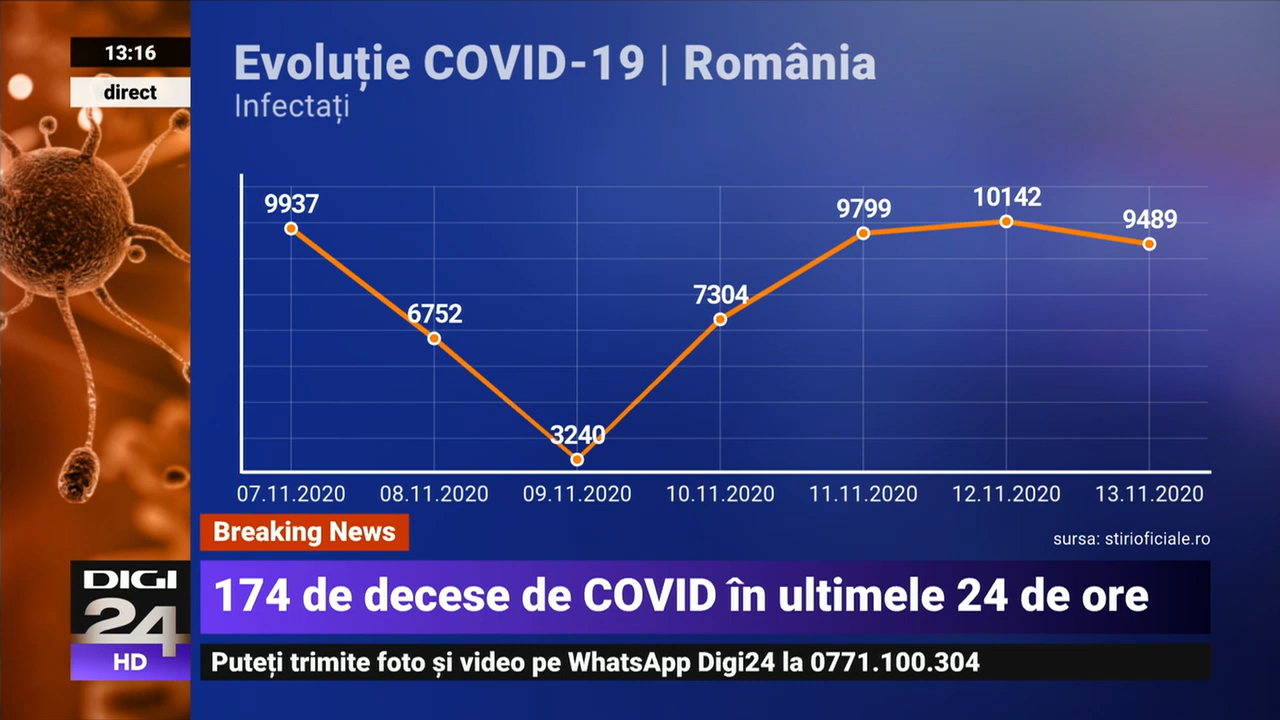 13:16
direct
Evoluție COVID-19 | România
Infectați
9937
6752
3240
7304
9799
10142
9489
07.11.2020 08.11.2020 09.11.2020 10.11.2020 11.11.2020 12.11.2020 13.11.2020
Breaking News
sursa: stirioficiale.ro
DIGI
24
HD
174 de decese de COVID în ultimele 24 de ore
Puteți trimite foto și video pe WhatsApp Digi24 la 0771.100.304